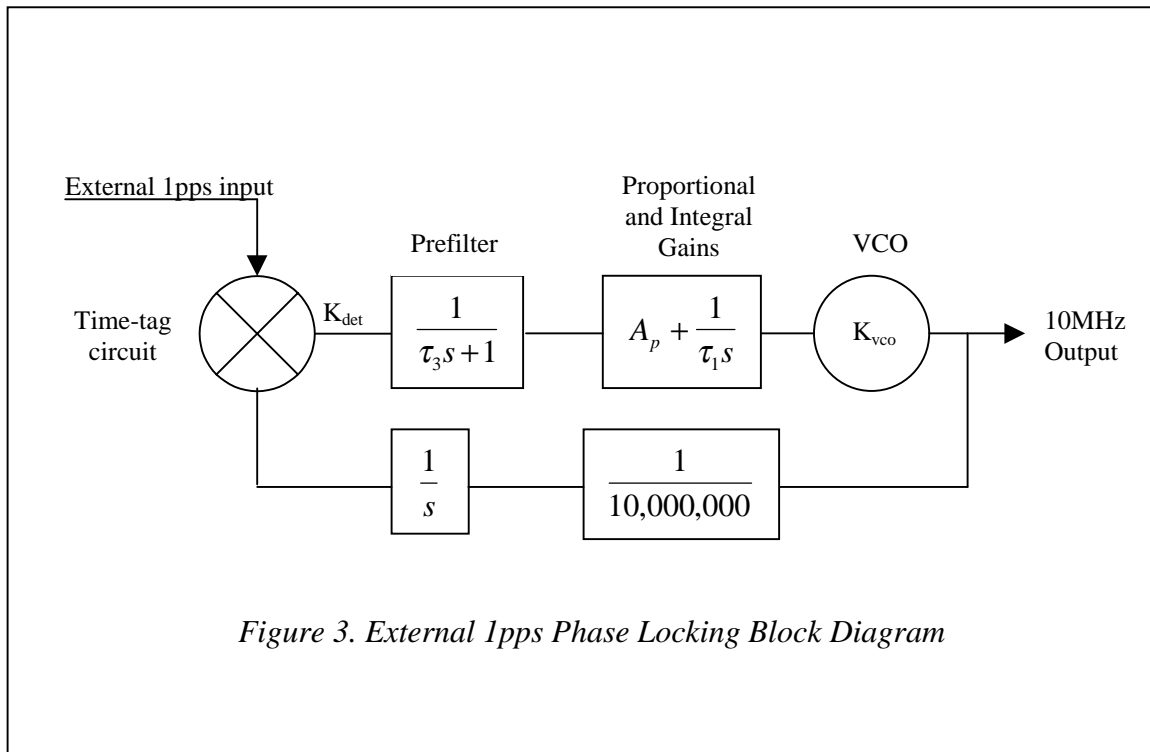 External 1pps input
Proportional
and Integral
Gains
Prefilter
VCO
Time-tag
circuit
K_det
1
τ₃s + 1
A_p + 1
τ₁s
K_vco
10MHz
Output
1
s
1
10,000,000
Figure 3. External 1pps Phase Locking Block Diagram